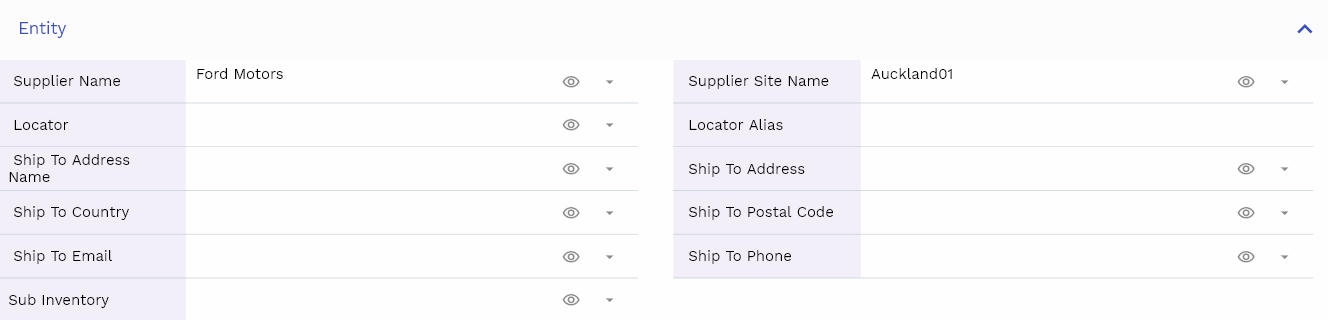 Entity
Supplier Name
Ford Motors
Supplier Site Name
Auckland01
Locator
Locator Alias
Ship To Address
Name
Ship To Address
Ship To Country
Ship To Postal Code
Ship To Email
Ship To Phone
Sub Inventory